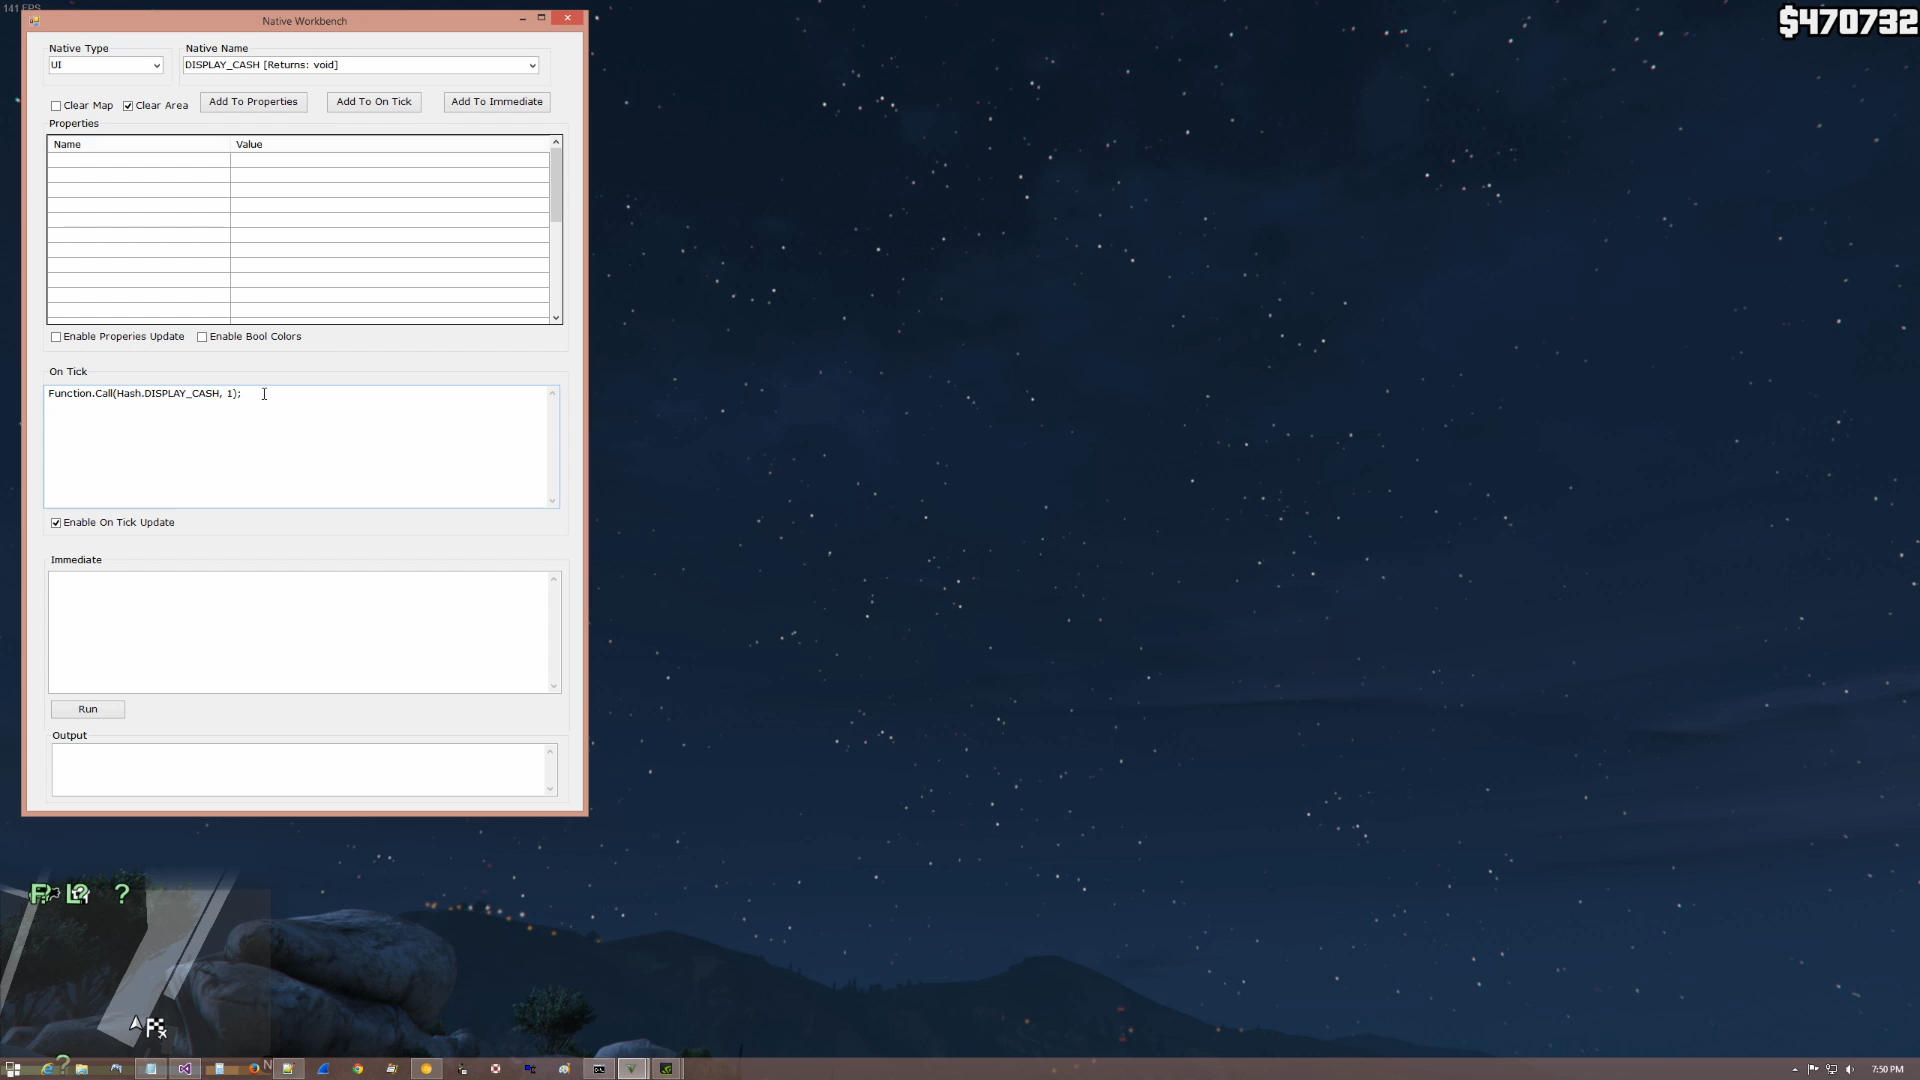 141 FPS
$470732
Native Workbench
Native Type
Native Name
UI
DISPLAY_CASH [Returns: void]
Clear Map
Clear Area
Add To Properties
Add To On Tick
Add To Immediate
Properties
Name
Value
Enable Properies Update
Enable Bool Colors
On Tick
Function.Call(Hash.DISPLAY_CASH, 1);
Enable On Tick Update
Immediate
Run
Output
?
7:50 PM